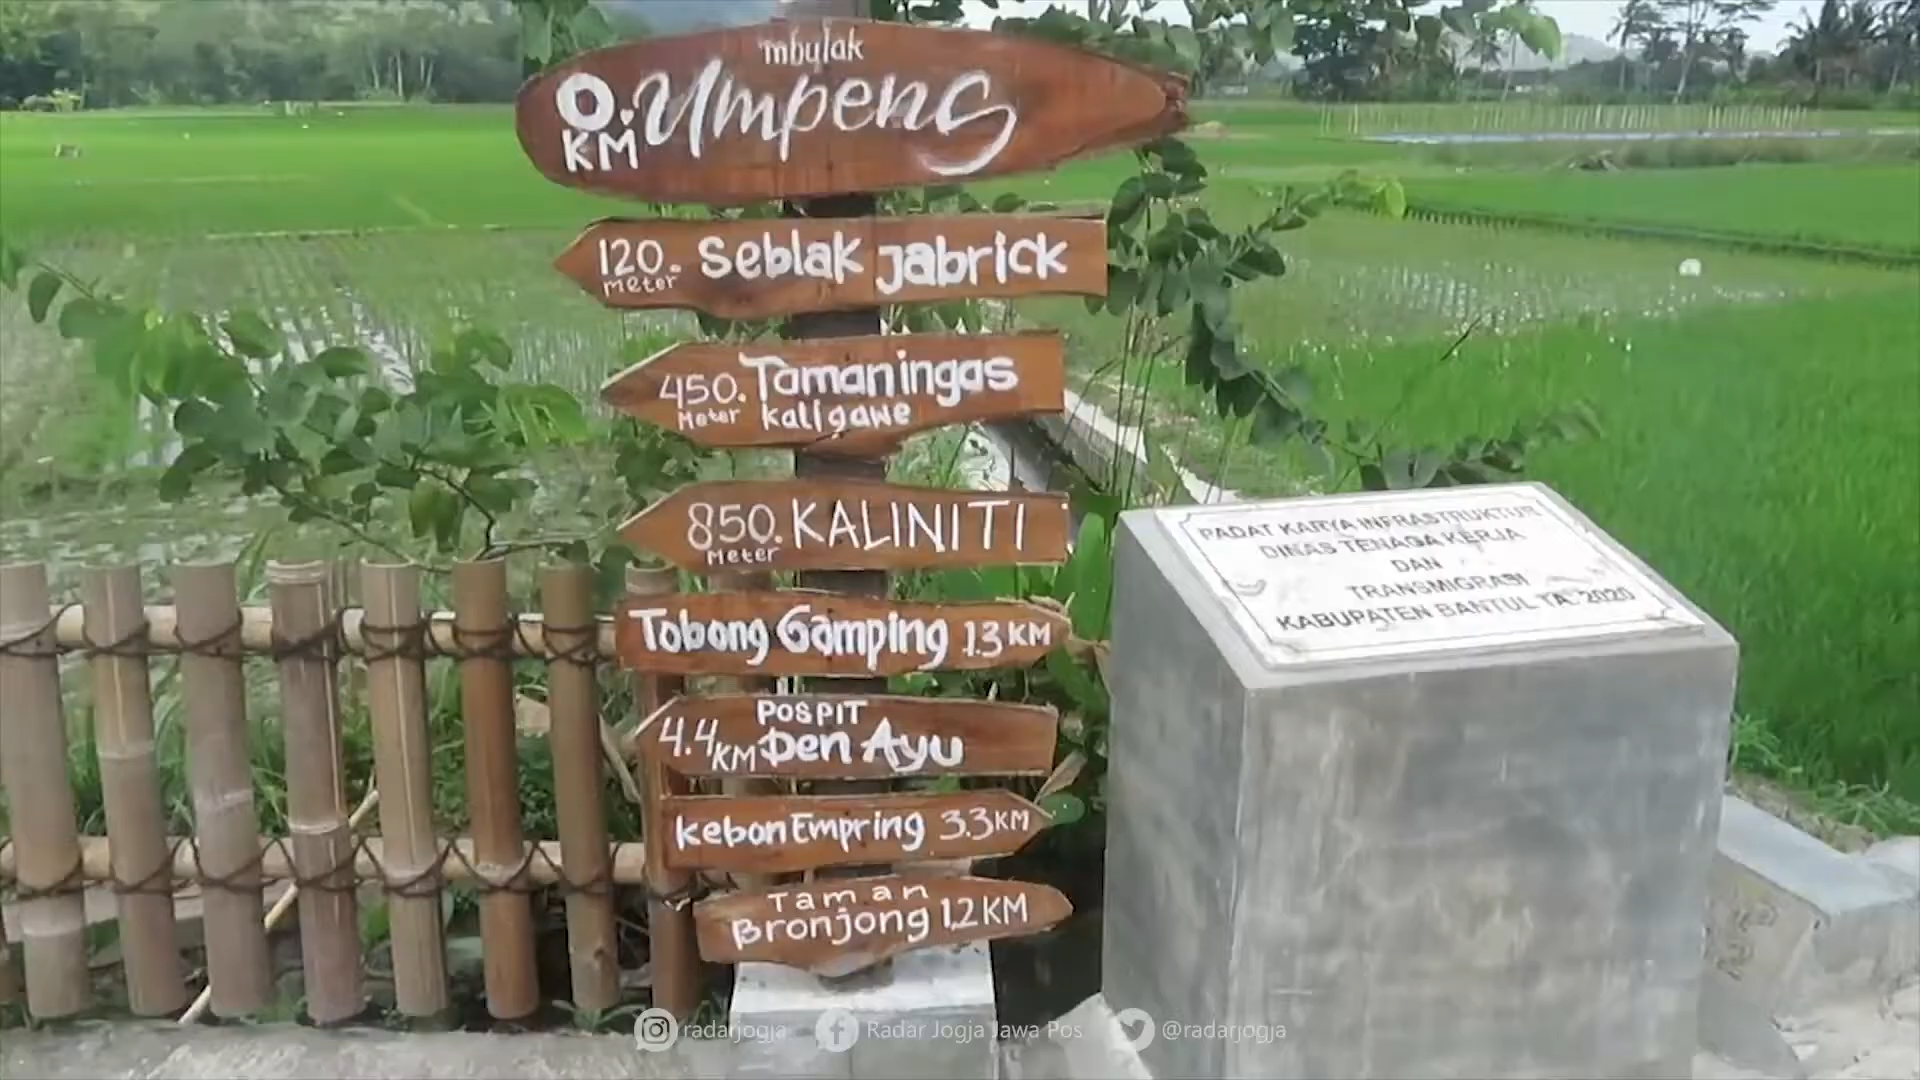 mbulak
0.KM Umpeng
120. Meter Seblak Jabrick
450. Meter Tamaningas
kaligawe
850. Meter KALINITI
Tobong Gamping 1.3 KM
POSPIT
4.4 KM Den Ayu
kebon Empring 3.3 KM
Taman
Bronjong 1.2 KM
PADAT KARYA INFRASTRUKTUR
DINAS TENAGA KERJA
DAN
TRANSMIGRASI
KABUPATEN BANTUL TA. 2020
radarjogja Radar Jogja Jawa Pos @radarjogja